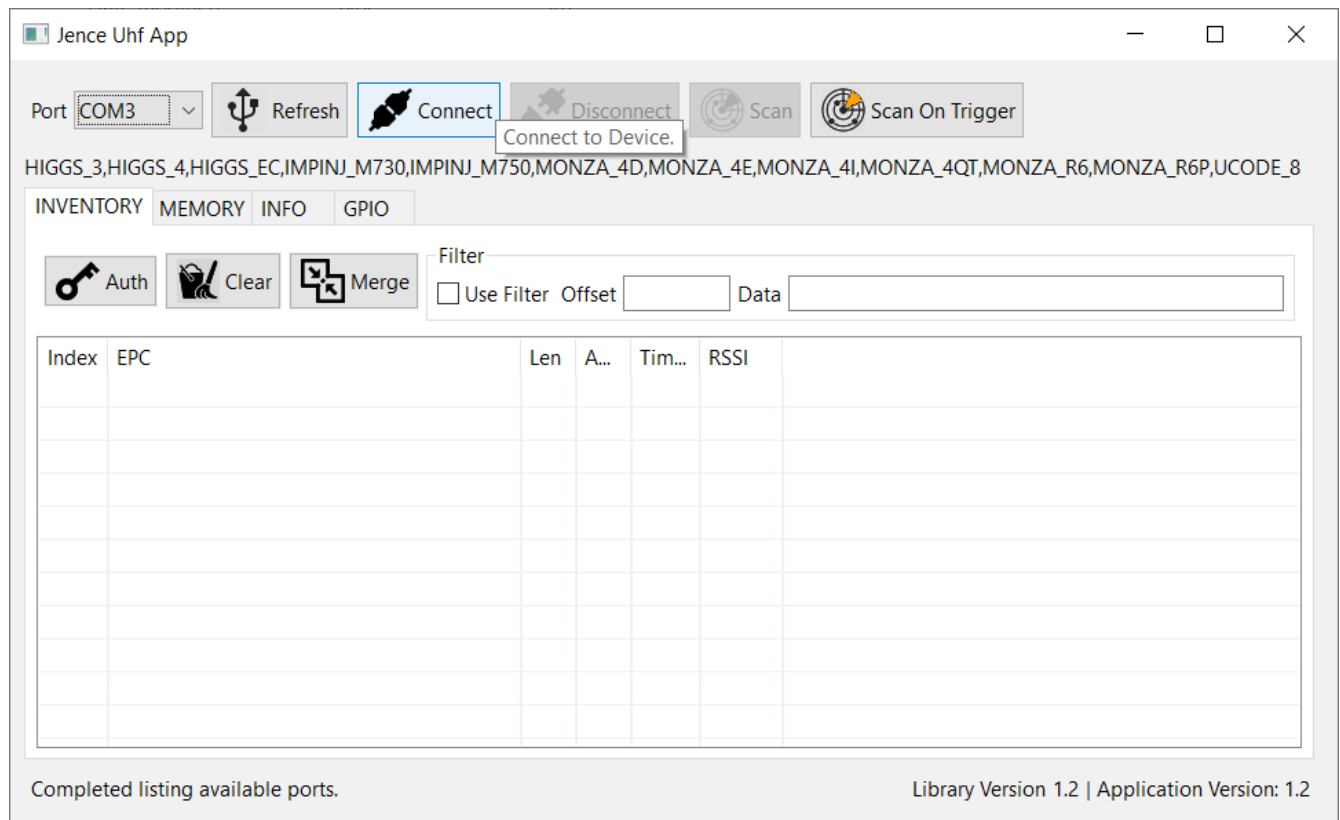 Jence Uhf App
Port COM3 Refresh Connect Disconnect Scan Scan On Trigger
Connect to Device.
HIGGS_3,HIGGS_4,HIGGS_EC,IMPINJ_M730,IMPINJ_M750,MONZA_4D,MONZA_4E,MONZA_4I,MONZA_4QT,MONZA_R6,MONZA_R6P,UCODE_8
INVENTORY MEMORY INFO GPIO
Filter
Auth Clear Merge Use Filter Offset Data
Index EPC Len A... Tim... RSSI
Completed listing available ports. Library Version 1.2 | Application Version: 1.2